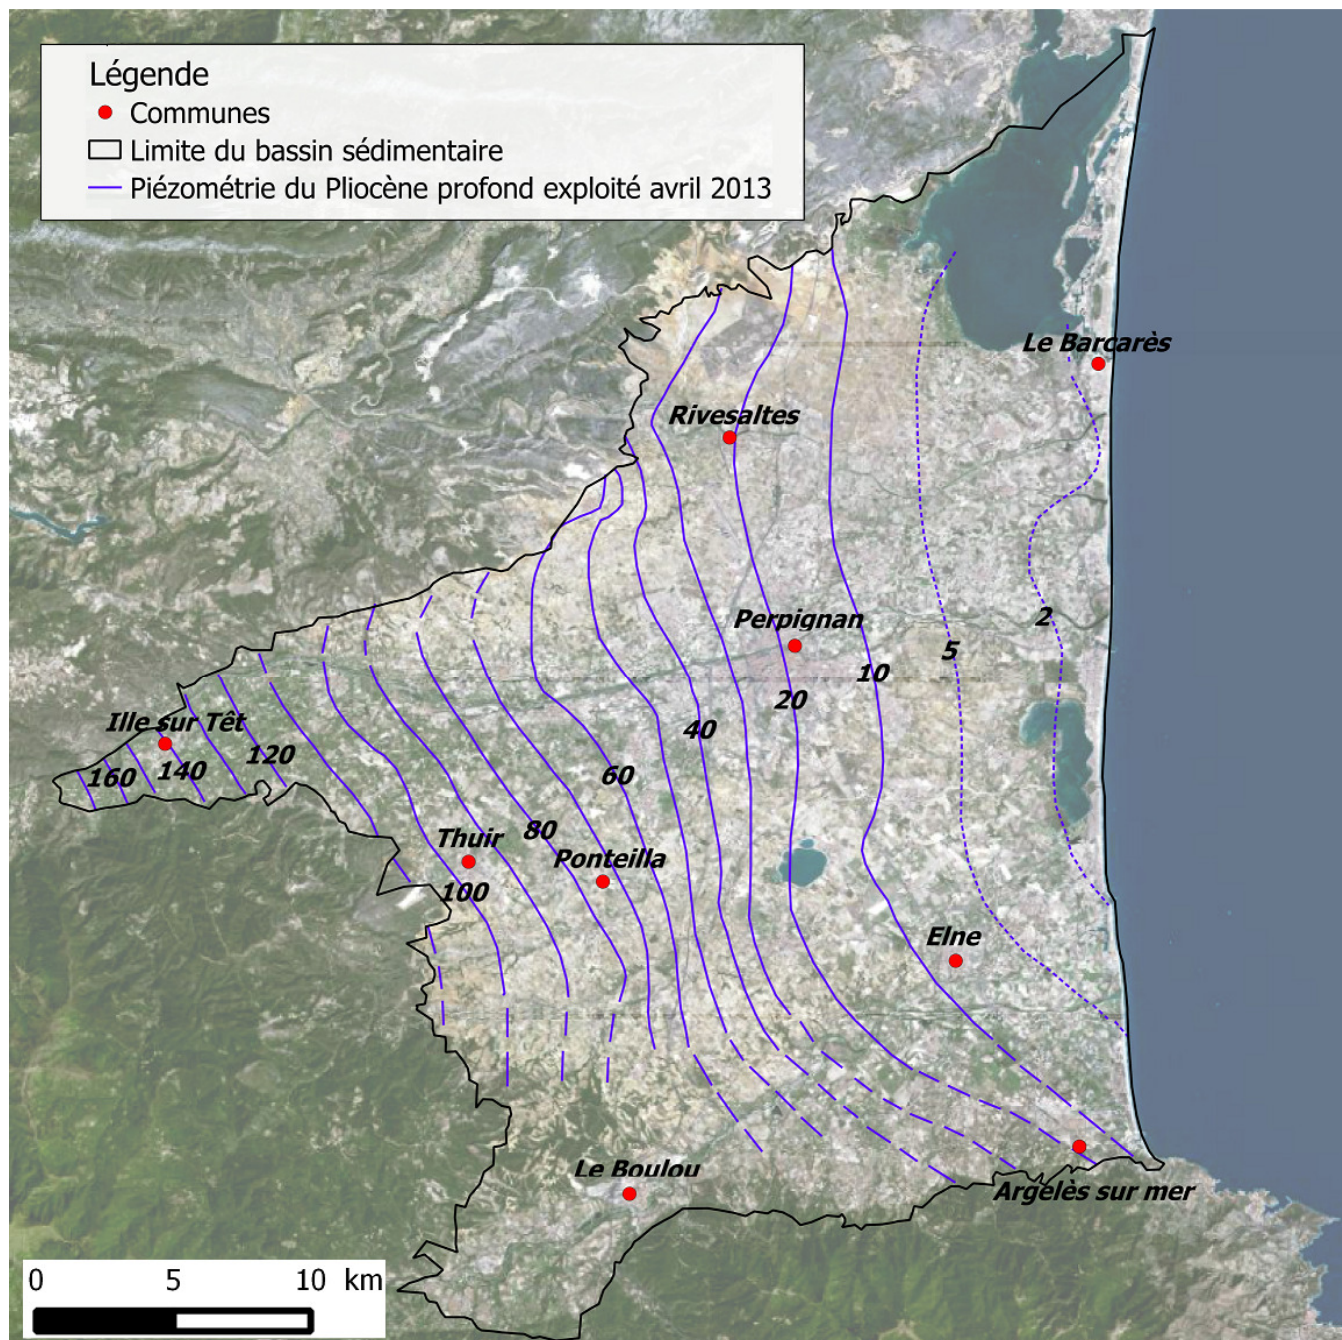 Légende
Communes
Limite du bassin sédimentaire
Piézométrie du Pliocène profond exploité avril 2013
Le Barcarès
Rivesaltes
Perpignan
2
5
10
20
Ille sur Têt
40
120
140
160
60
Thuir
80
Ponteilla
100
Elne
Le Boulou
Argelès sur mer
0 5 10 km